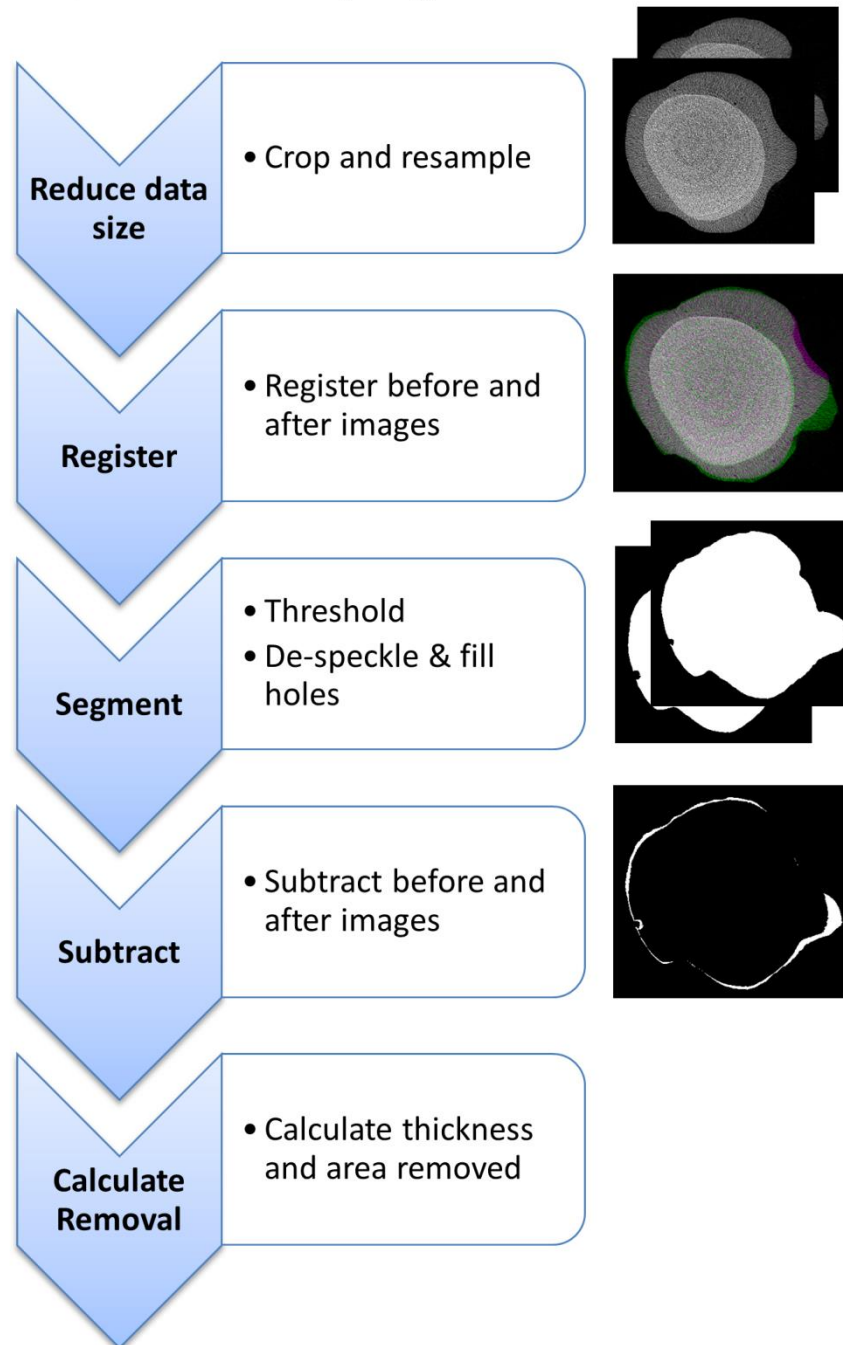 Reduce data
size
• Crop and resample
Register
• Register before and
after images
Segment
• Threshold
• De-speckle & fill
holes
Subtract
• Subtract before and
after images
Calculate
Removal
• Calculate thickness
and area removed